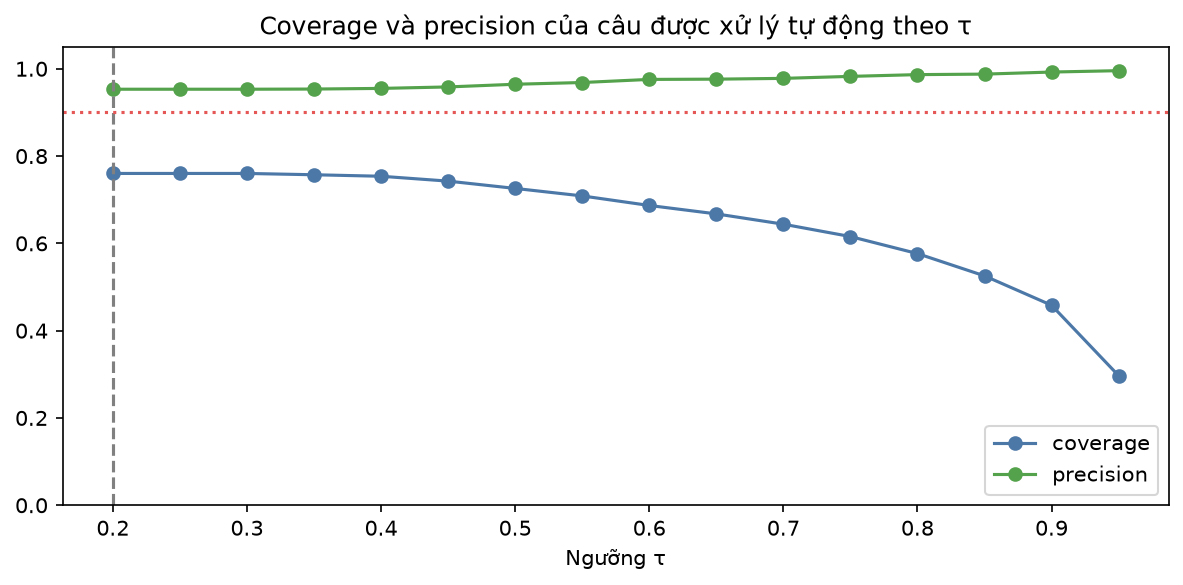 Coverage và precision của câu được xử lý tự động theo τ
1.0
0.8
0.6
0.4
0.2
0.0
coverage
precision
0.2 0.3 0.4 0.5 0.6 0.7 0.8 0.9
Ngưỡng τ